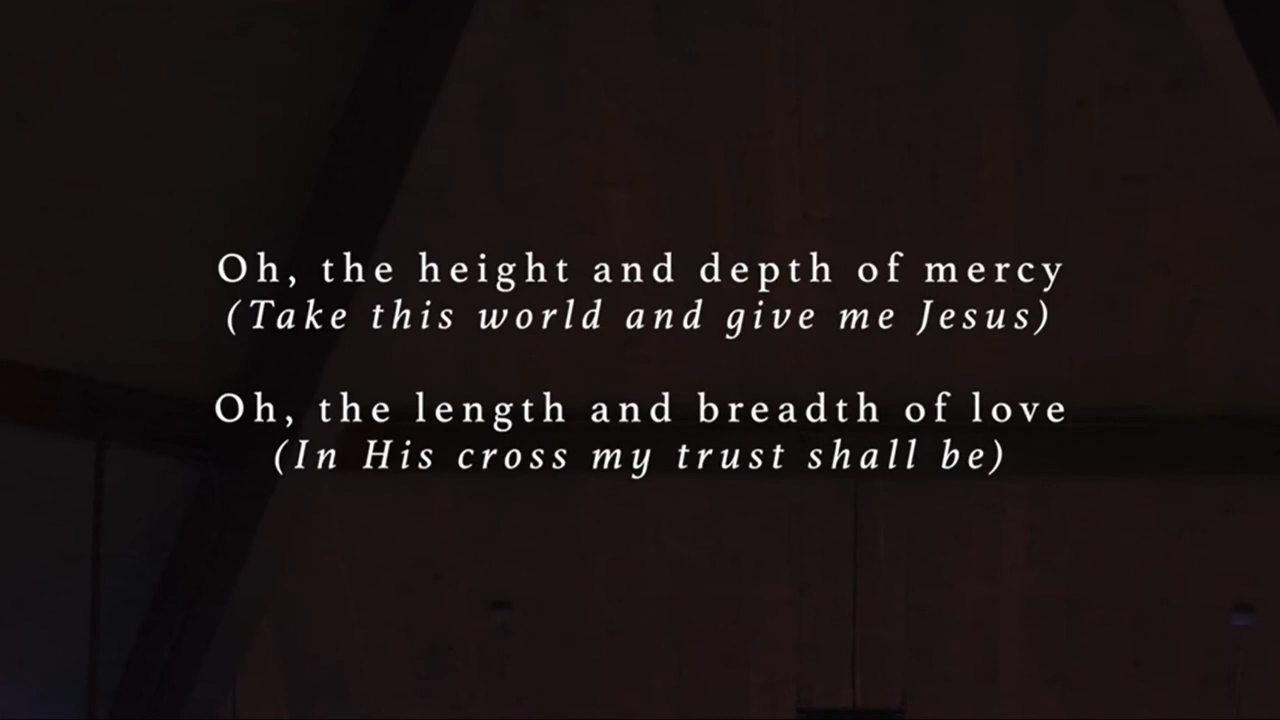 Oh, the height and depth of mercy
(Take this world and give me Jesus)
Oh, the length and breadth of love
(In His cross my trust shall be)